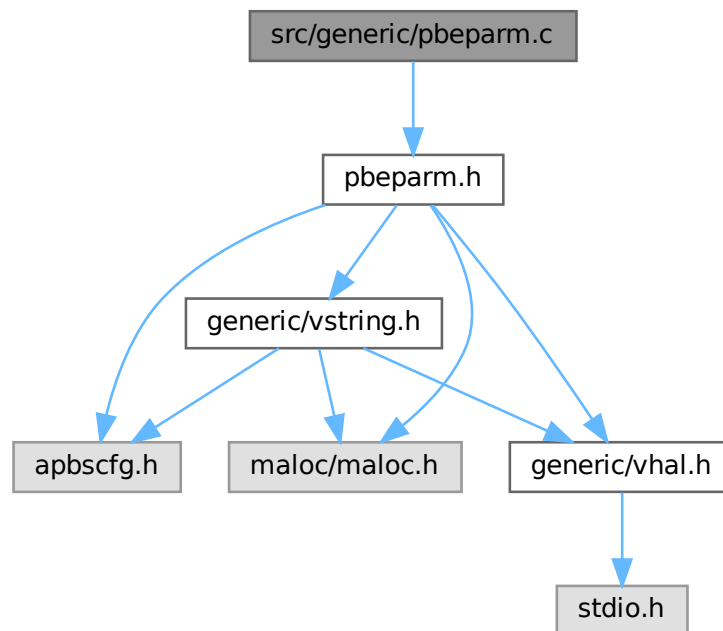 src/generic/pbeparm.c
pbeparm.h
generic/vstring.h
apbscfg.h
maloc/maloc.h
generic/vhal.h
stdio.h